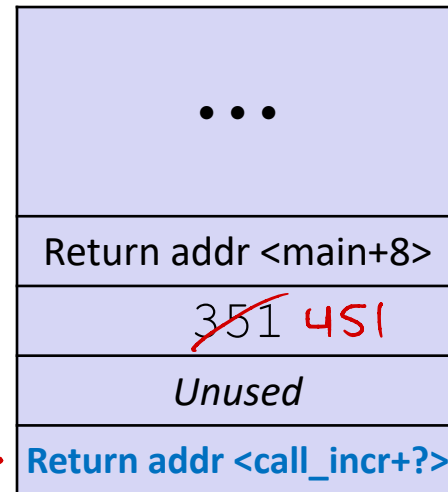 • • •
Return addr <main+8>
351 451
Unused
Return addr <call_incr+?>